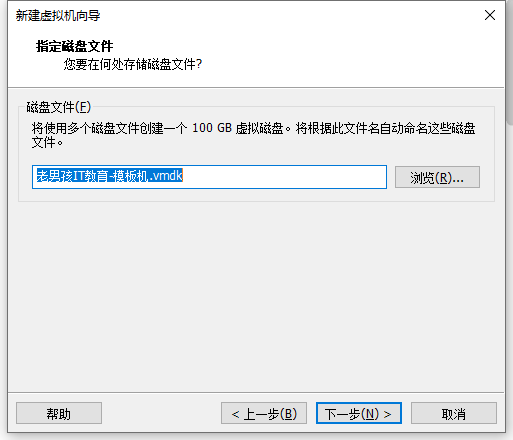 新建虚拟机向导
指定磁盘文件
您要在何处存储磁盘文件?
磁盘文件(F)
将使用多个磁盘文件创建一个 100 GB 虚拟磁盘。将根据此文件名自动命名这些磁盘
文件。
老男孩IT教育-模板机.vmdk
浏览(R)...
帮助
< 上一步(B)
下一步(N) >
取消